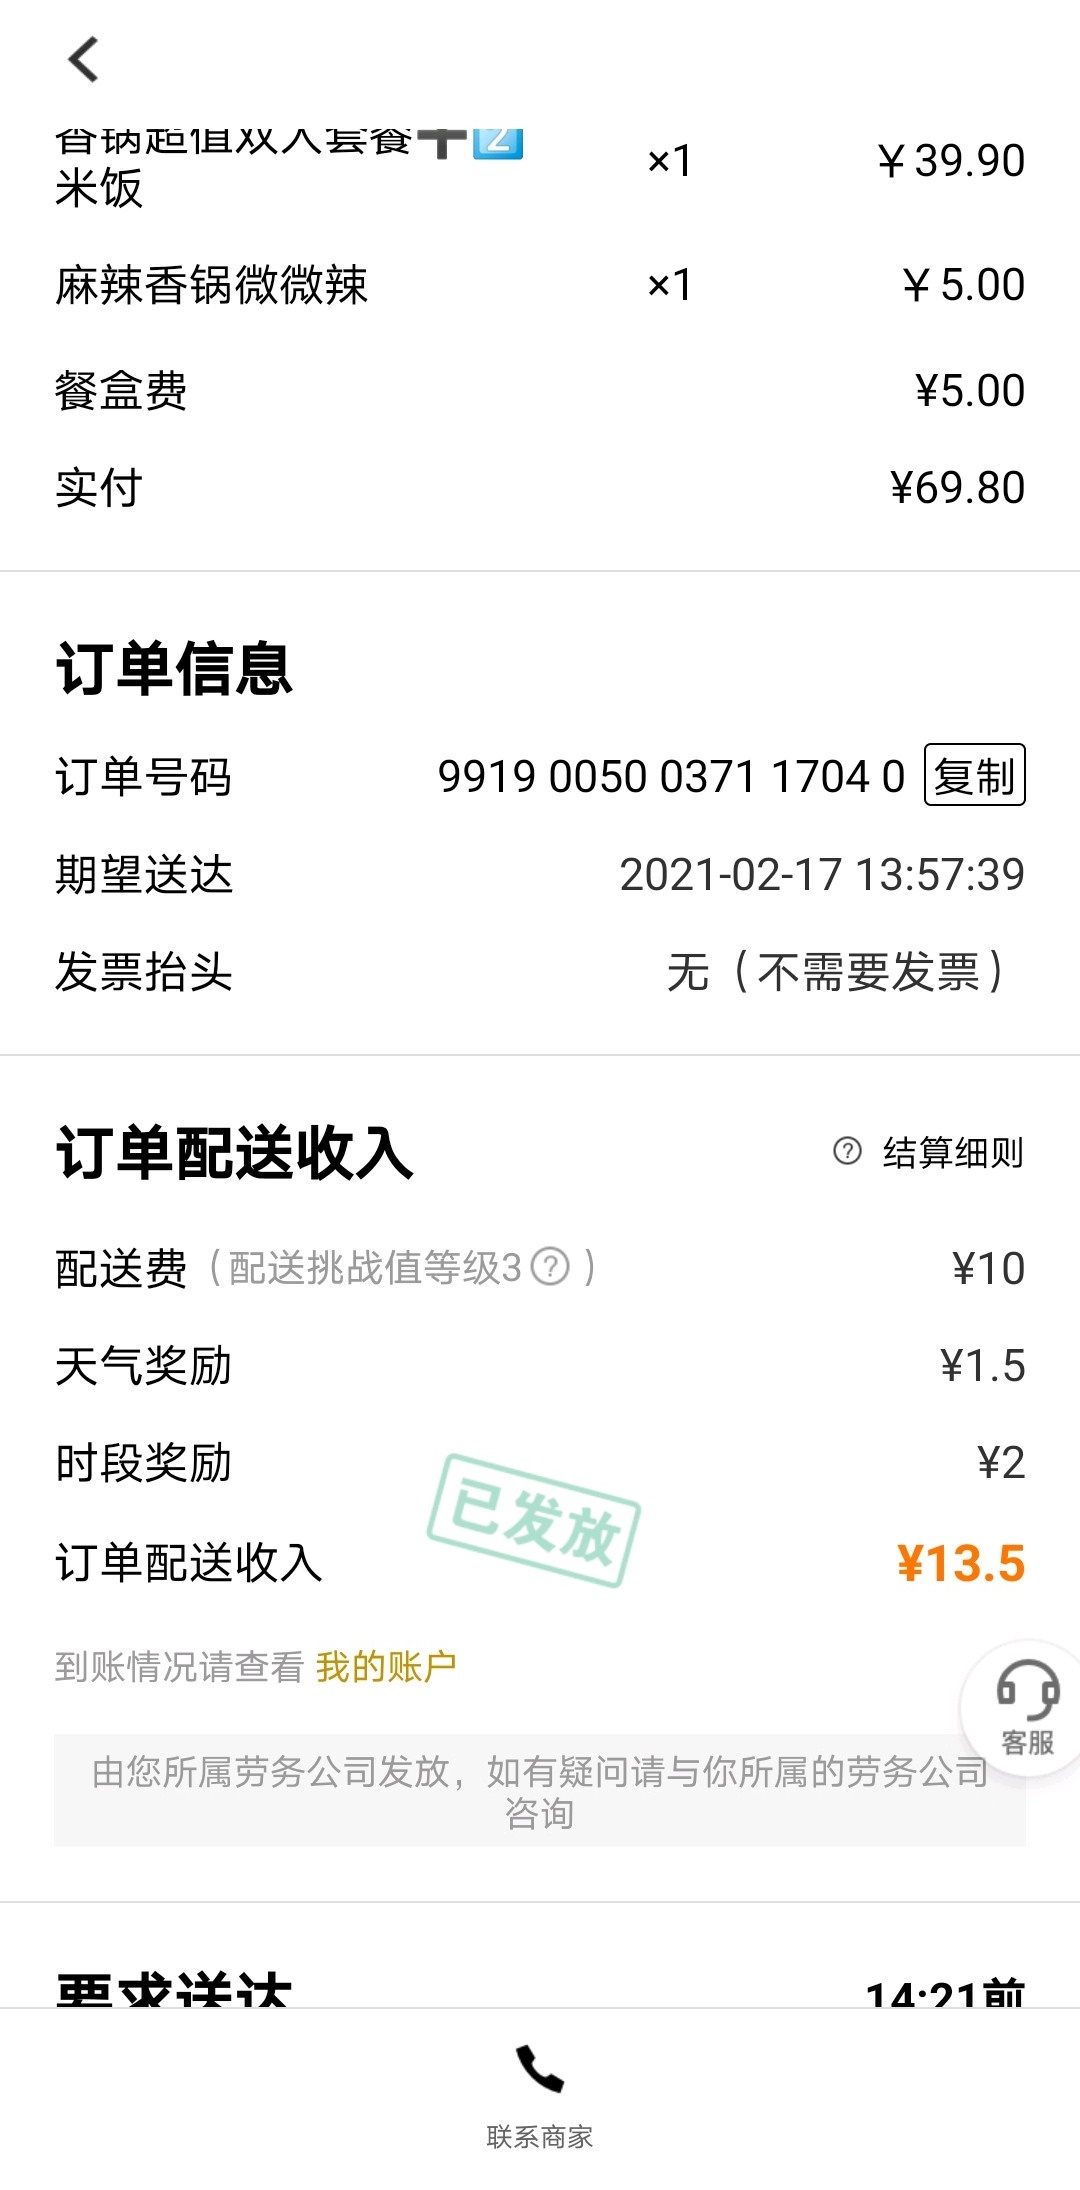 香锅超值双人套餐➕2️⃣
米饭 ×1 ￥39.90
麻辣香锅微微辣 ×1 ￥5.00
餐盒费 ¥5.00
实付 ¥69.80
订单信息
订单号码 9919 0050 0371 1704 0 复制
期望送达 2021-02-17 13:57:39
发票抬头 无（不需要发票）
订单配送收入 ? 结算细则
配送费（配送挑战值等级3?） ¥10
天气奖励 ¥1.5
时段奖励 ¥2
已发放
订单配送收入 ¥13.5
到账情况请查看 我的账户
客服
由您所属劳务公司发放，如有疑问请与你所属的劳务公司
咨询
要求送达 14:21前
联系商家